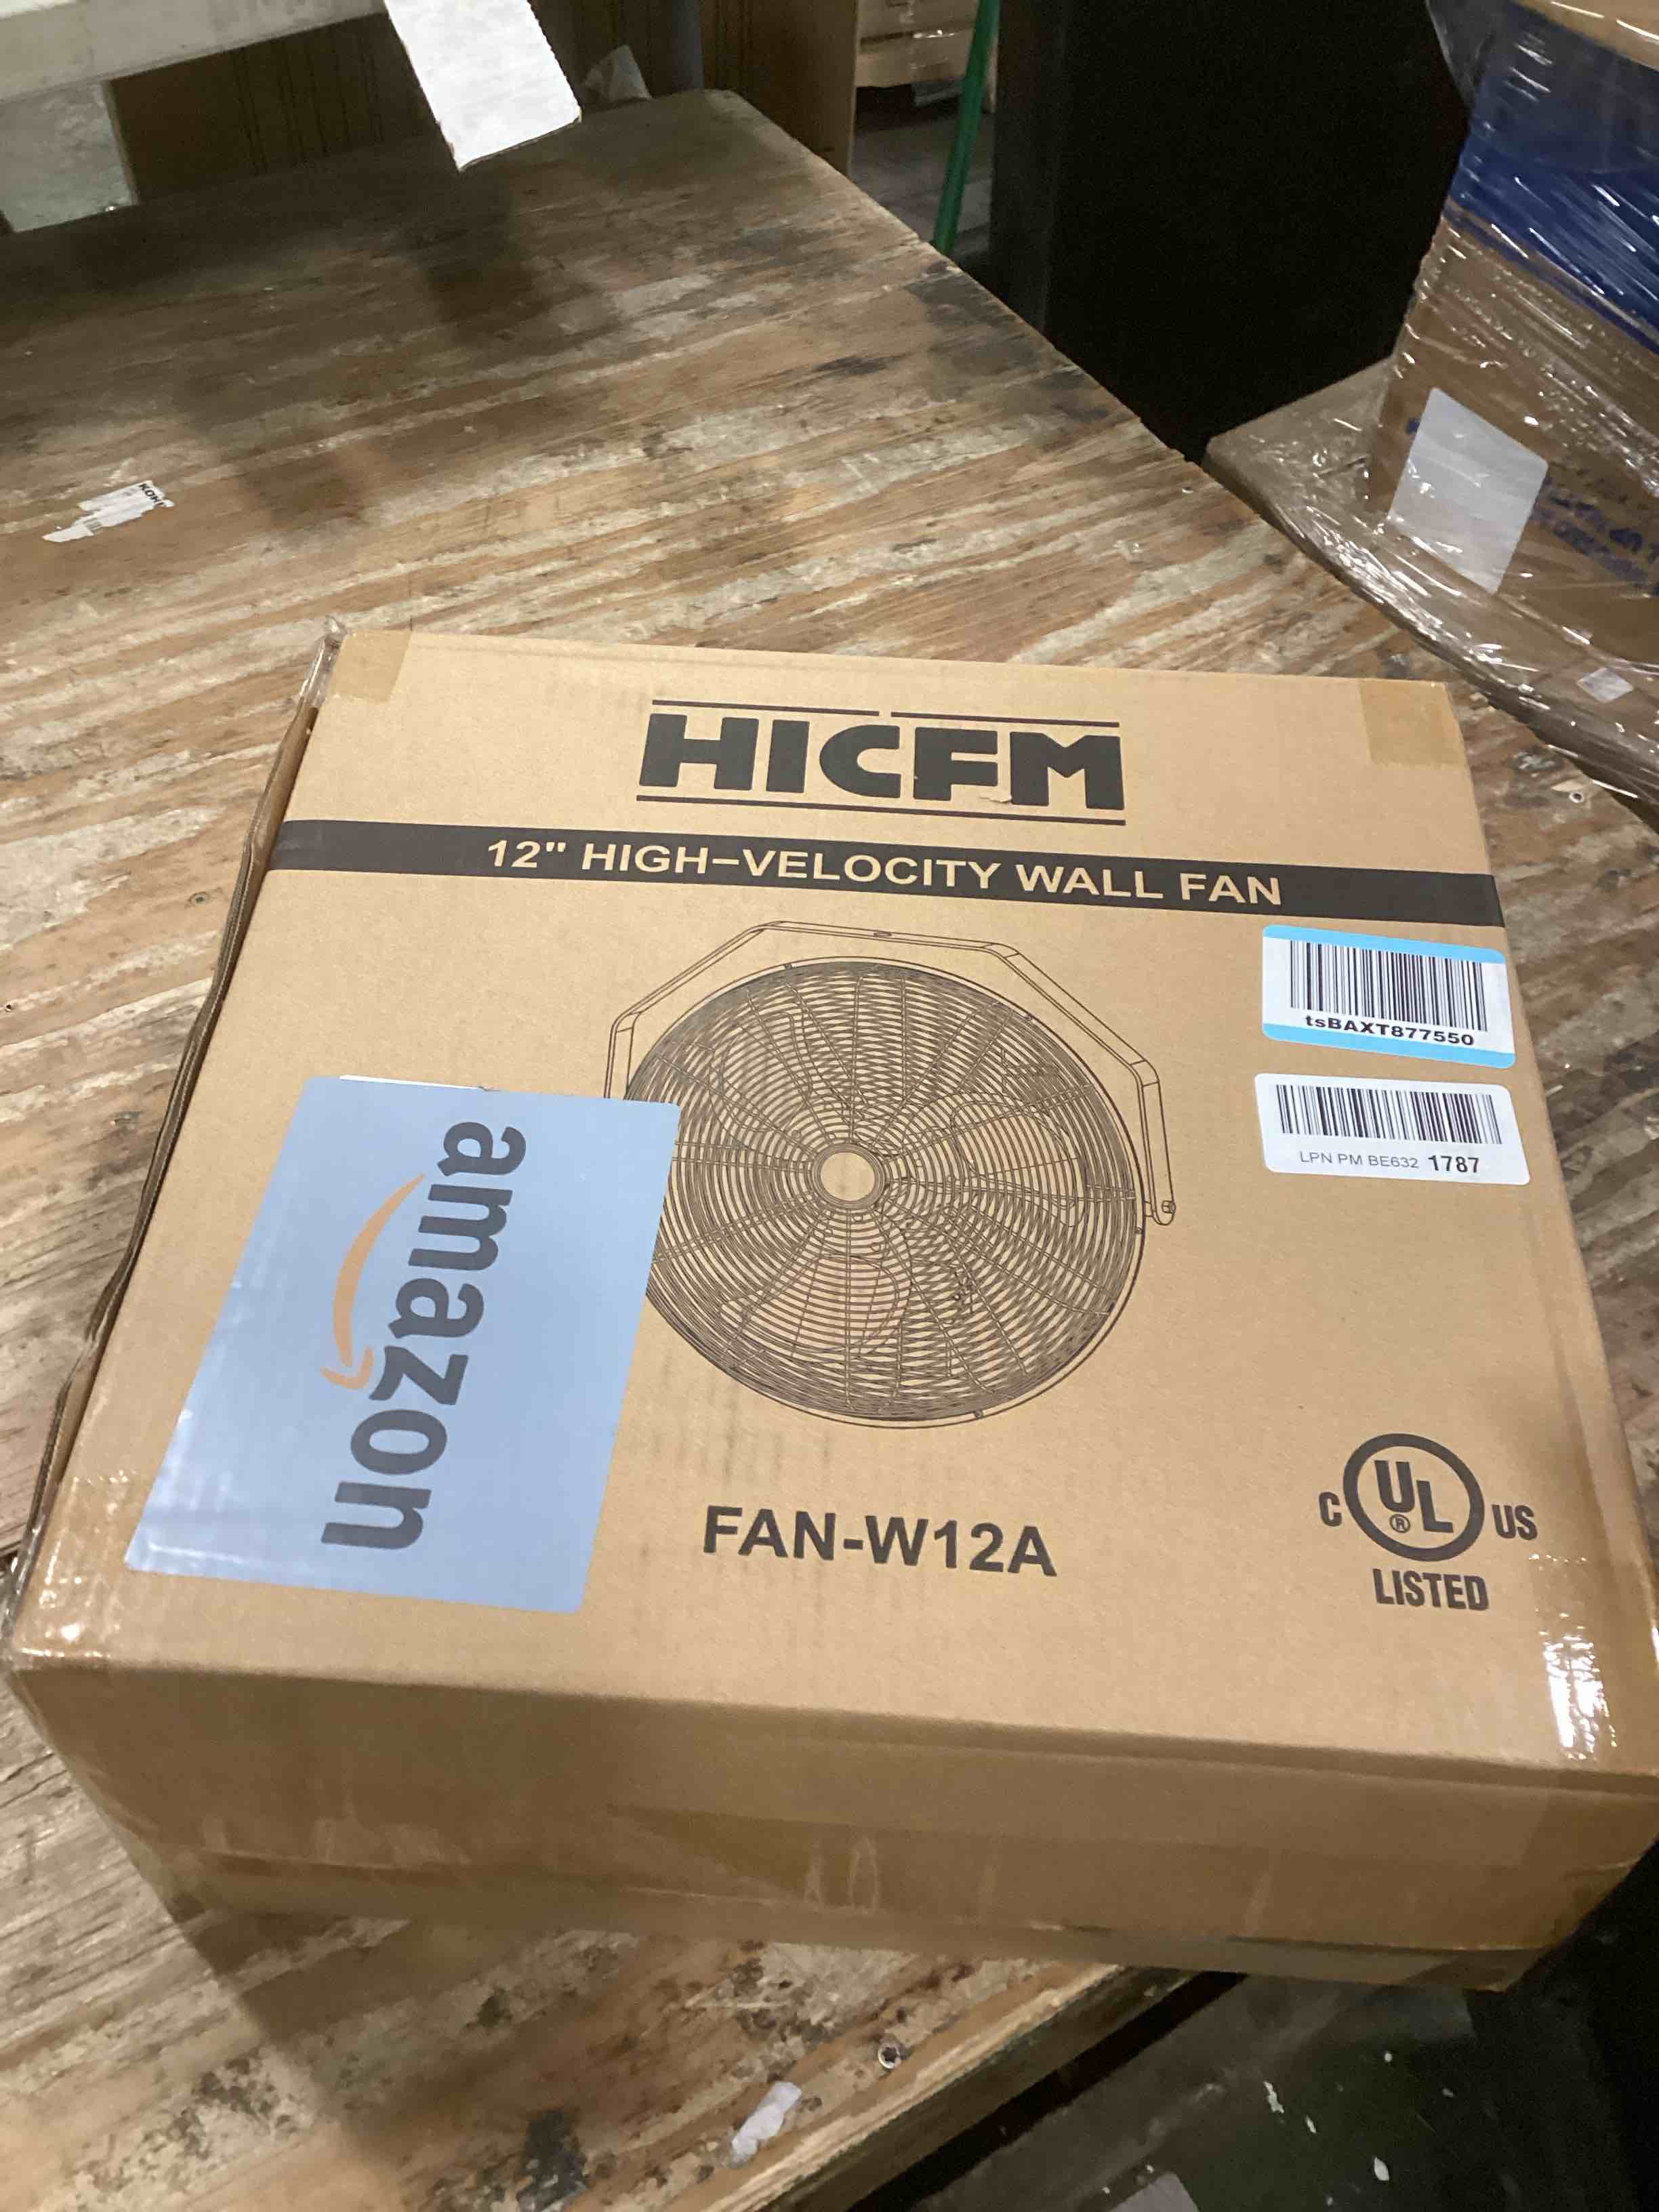 HICFM
12" HIGH-VELOCITY WALL FAN
tsBAXT877550
LPN PM BE632 1787
amazon
FAN-W12A
C UL® US
LISTED